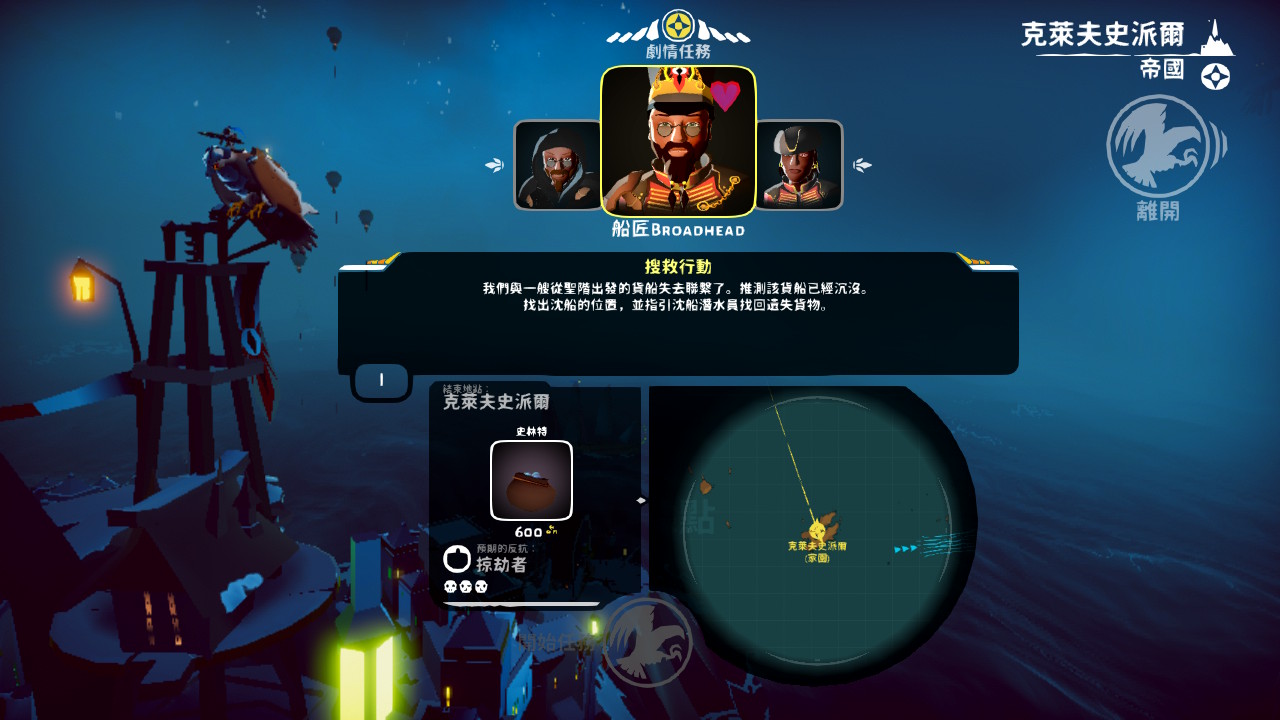 劇情任務
克萊夫史派爾
帝國
離開
船匠BROADHEAD
搜救行動
我們與一艘從聖階出發的貨船失去聯繫了。推測該貨船已經沉沒。
找出沈船的位置，並指引沈船潛水員找回遺失貨物。
1
結束地點：
克萊夫史派爾
史林特
600
預期的反抗：
掠劫者
點
克萊夫史派爾
(家園)
開始任務